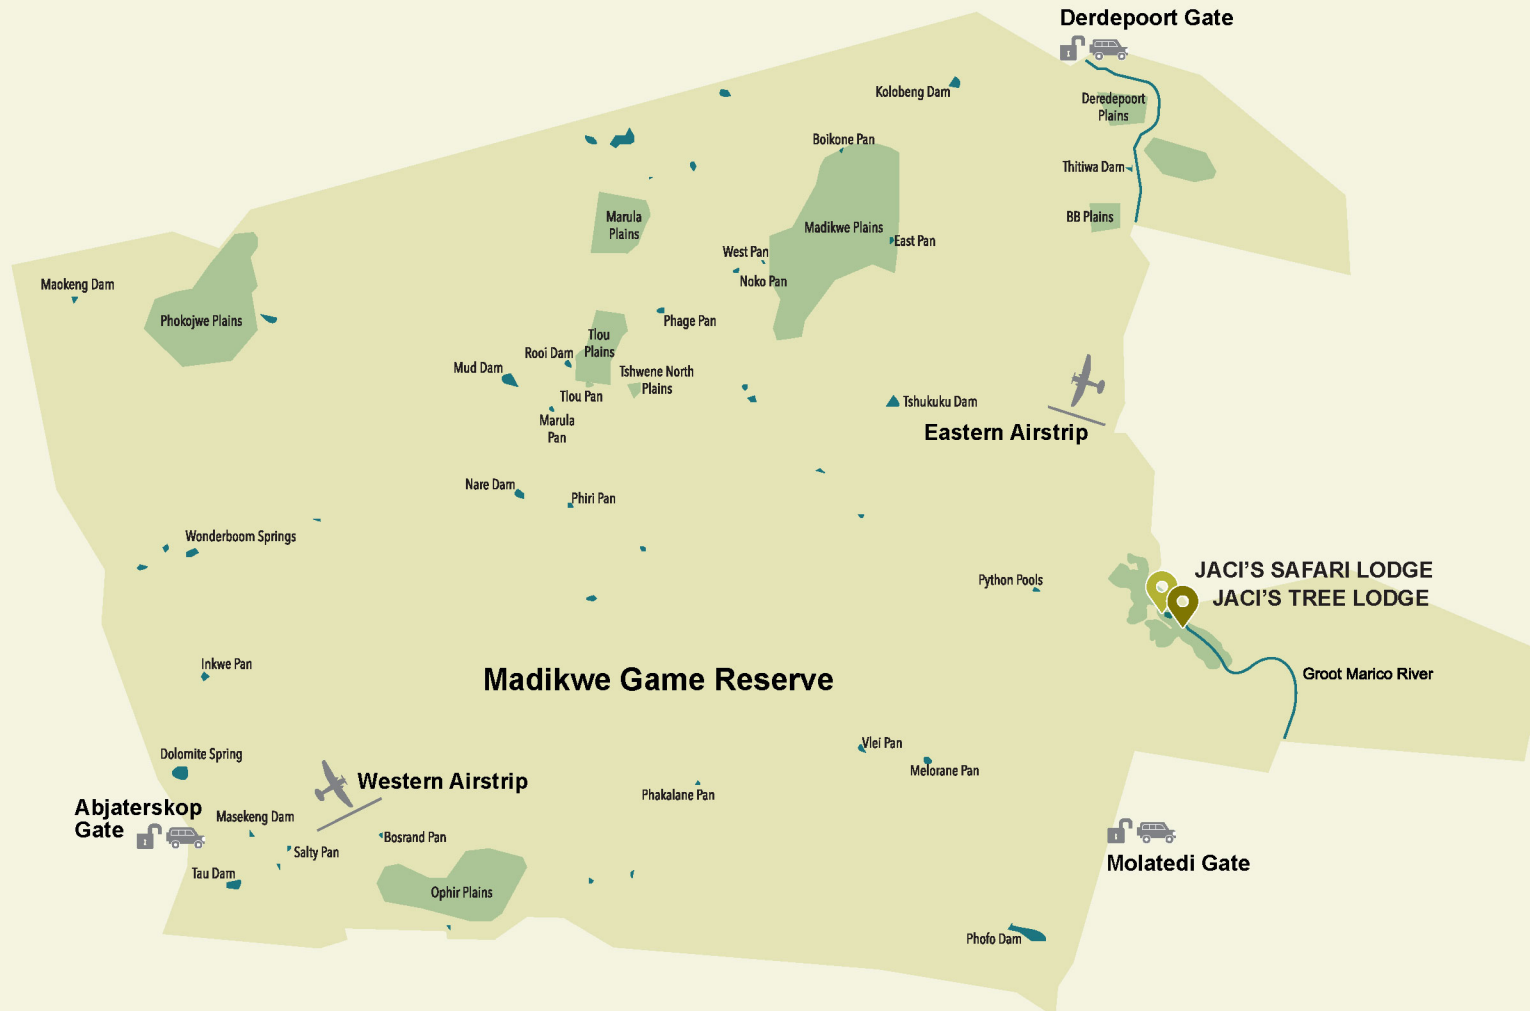 Derdepoort Gate
Kolobeng Dam
Deredepoort
Plains
Boikone Pan
Thitiwa Dam
Marula
Plains
BB Plains
Madikwe Plains
East Pan
West Pan
Noko Pan
Maokeng Dam
Phokojwe Plains
Phage Pan
Tlou
Plains
Rooi Dam
Mud Dam
Tshwene North
Plains
Tlou Pan
Marula
Pan
Tshukuku Dam
Eastern Airstrip
Nare Dam
Phiri Pan
Wonderboom Springs
Python Pools
JACI'S SAFARI LODGE
JACI'S TREE LODGE
Inkwe Pan
Madikwe Game Reserve
Groot Marico River
Dolomite Spring
Vlei Pan
Melorane Pan
Western Airstrip
Phakalane Pan
Abjaterskop
Gate
Masekeng Dam
Bosrand Pan
Salty Pan
Molatedi Gate
Tau Dam
Ophir Plains
Phofo Dam